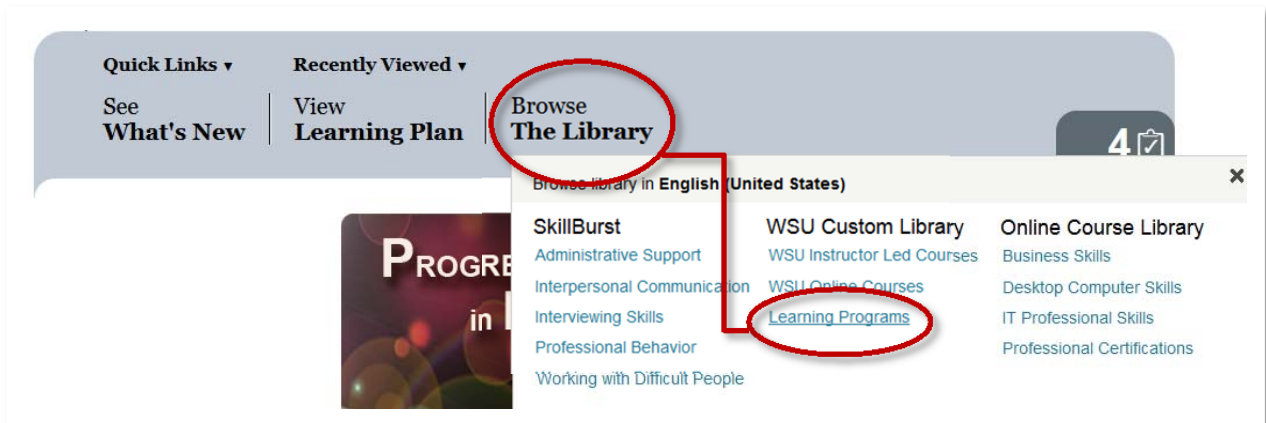 Quick Links ▾ Recently Viewed ▾
See View Browse
What's New Learning Plan The Library
4
Browse library in English (United States)
SkillBurst WSU Custom Library Online Course Library
Administrative Support WSU Instructor Led Courses Business Skills
Interpersonal Communication WSU Online Courses Desktop Computer Skills
Interviewing Skills Learning Programs IT Professional Skills
Professional Behavior Professional Certifications
Working with Difficult People
PROGRE
in